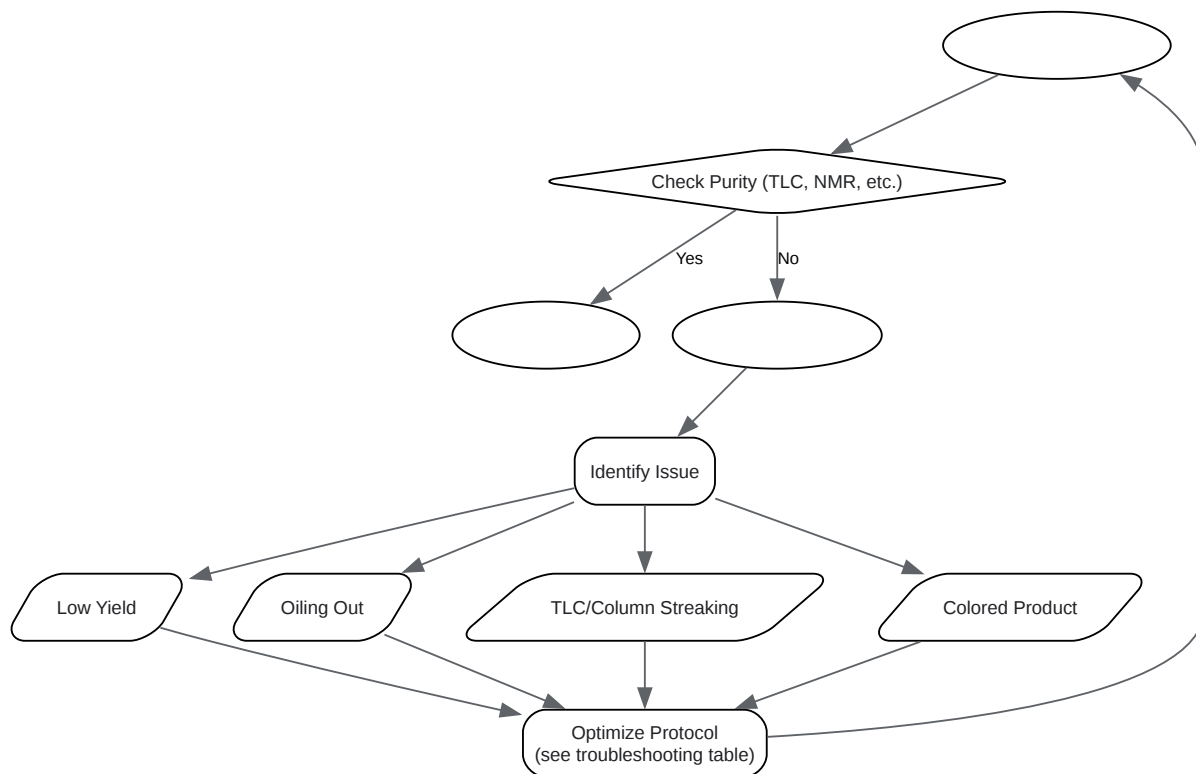 Check Purity (TLC, NMR, etc.)
Yes
No
Identify Issue
Low Yield
Oiling Out
TLC/Column Streaking
Colored Product
Optimize Protocol
(see troubleshooting table)